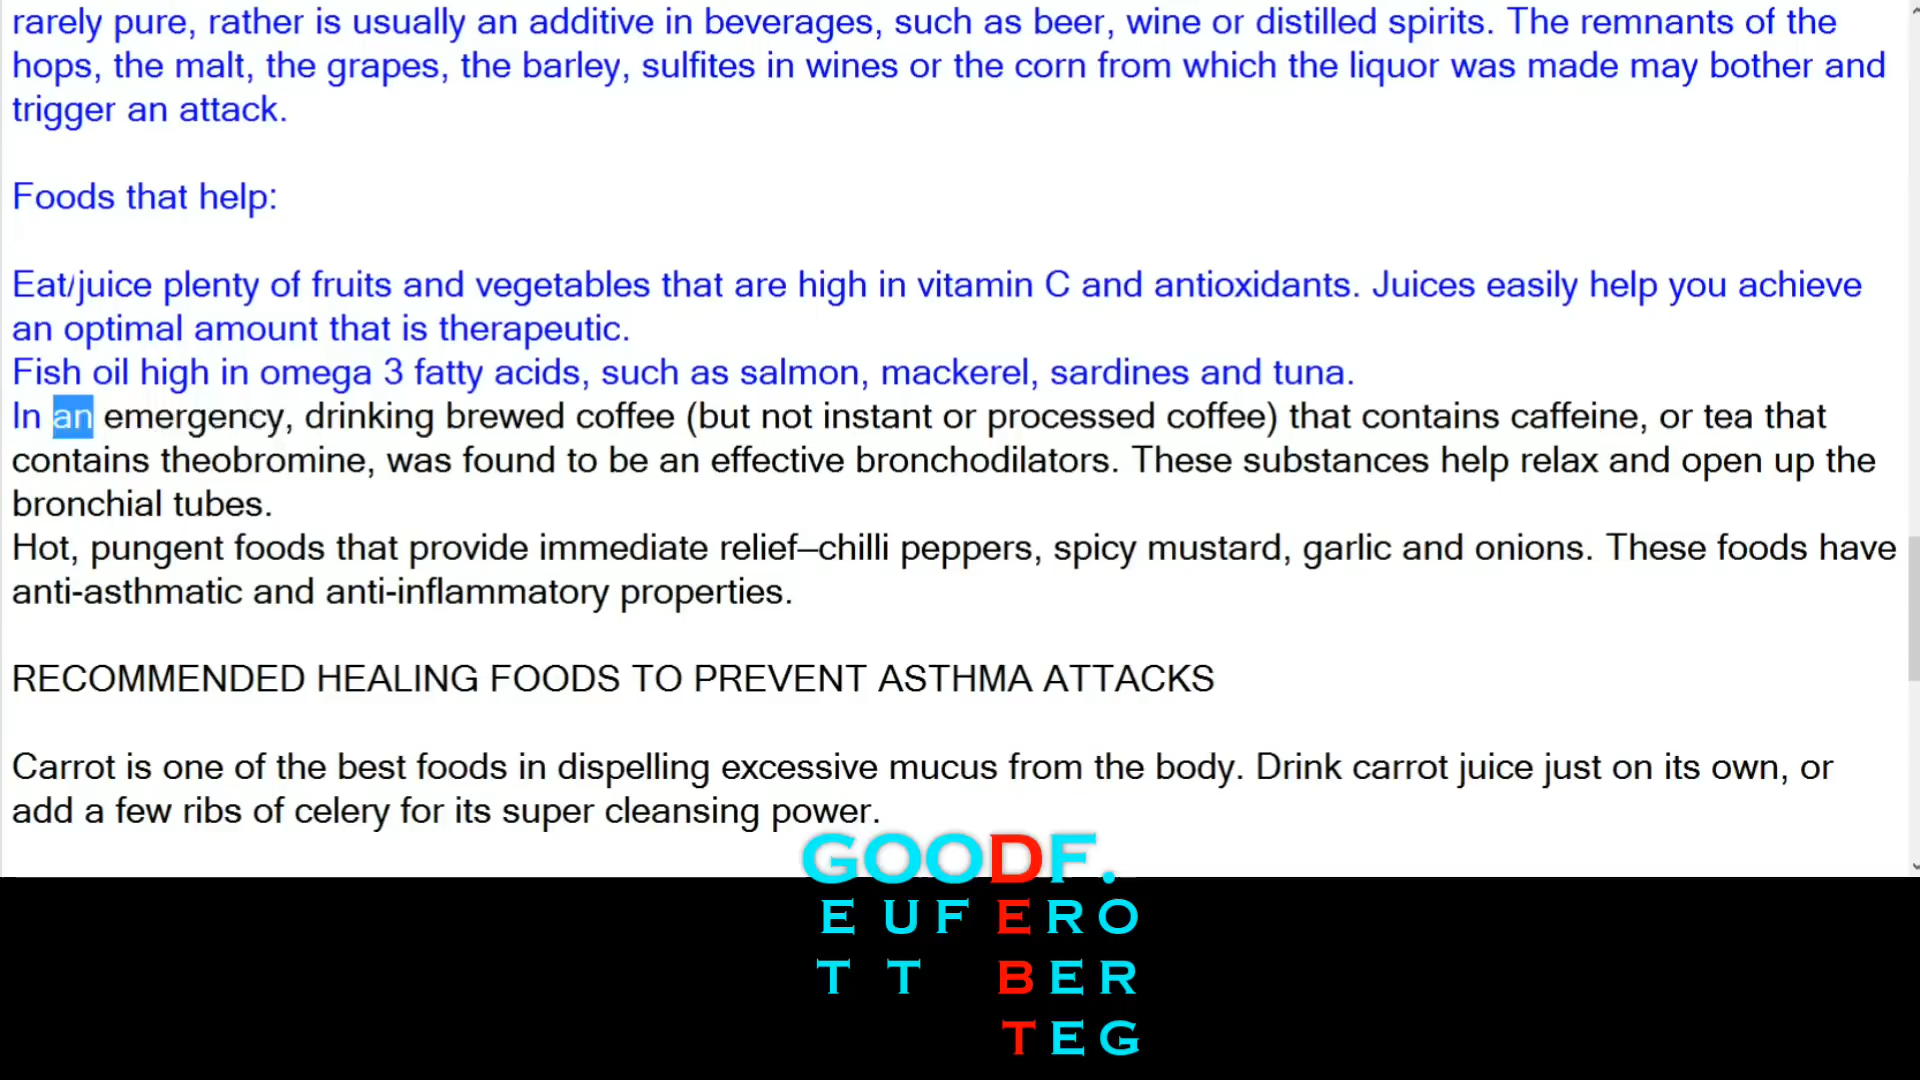 rarely pure, rather is usually an additive in beverages, such as beer, wine or distilled spirits. The remnants of the
hops, the malt, the grapes, the barley, sulfites in wines or the corn from which the liquor was made may bother and
trigger an attack.
Foods that help:
Eat/juice plenty of fruits and vegetables that are high in vitamin C and antioxidants. Juices easily help you achieve
an optimal amount that is therapeutic.
Fish oil high in omega 3 fatty acids, such as salmon, mackerel, sardines and tuna.
In an emergency, drinking brewed coffee (but not instant or processed coffee) that contains caffeine, or tea that
contains theobromine, was found to be an effective bronchodilators. These substances help relax and open up the
bronchial tubes.
Hot, pungent foods that provide immediate relief–chilli peppers, spicy mustard, garlic and onions. These foods have
anti-asthmatic and anti-inflammatory properties.
RECOMMENDED HEALING FOODS TO PREVENT ASTHMA ATTACKS
Carrot is one of the best foods in dispelling excessive mucus from the body. Drink carrot juice just on its own, or
add a few ribs of celery for its super cleansing power.
GOODF.
EUFERO
TT BER
TEG